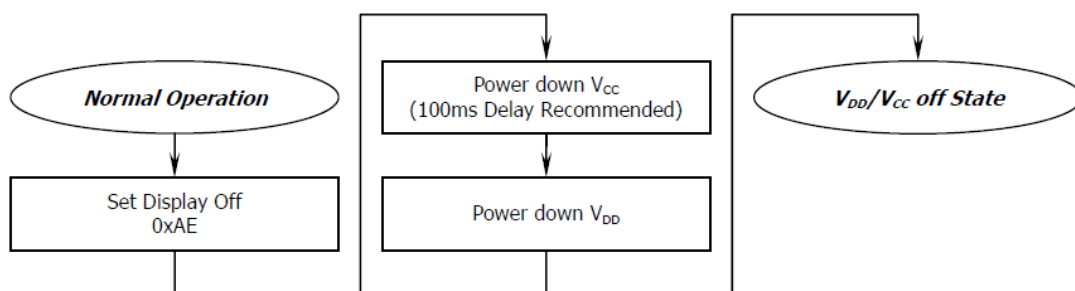 Normal Operation
Set Display Off
0xAE
Power down VCC
(100ms Delay Recommended)
Power down VDD
VDD/VCC off State